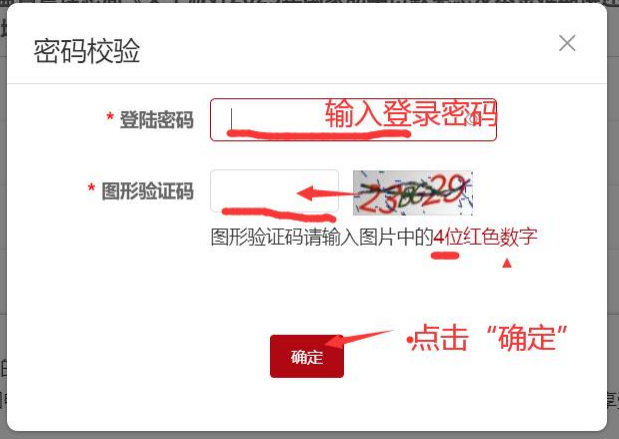 密码校验
* 登陆密码
输入登录密码
* 图形验证码
23BG29
图形验证码请输入图片中的4位红色数字
确定
点击“确定”